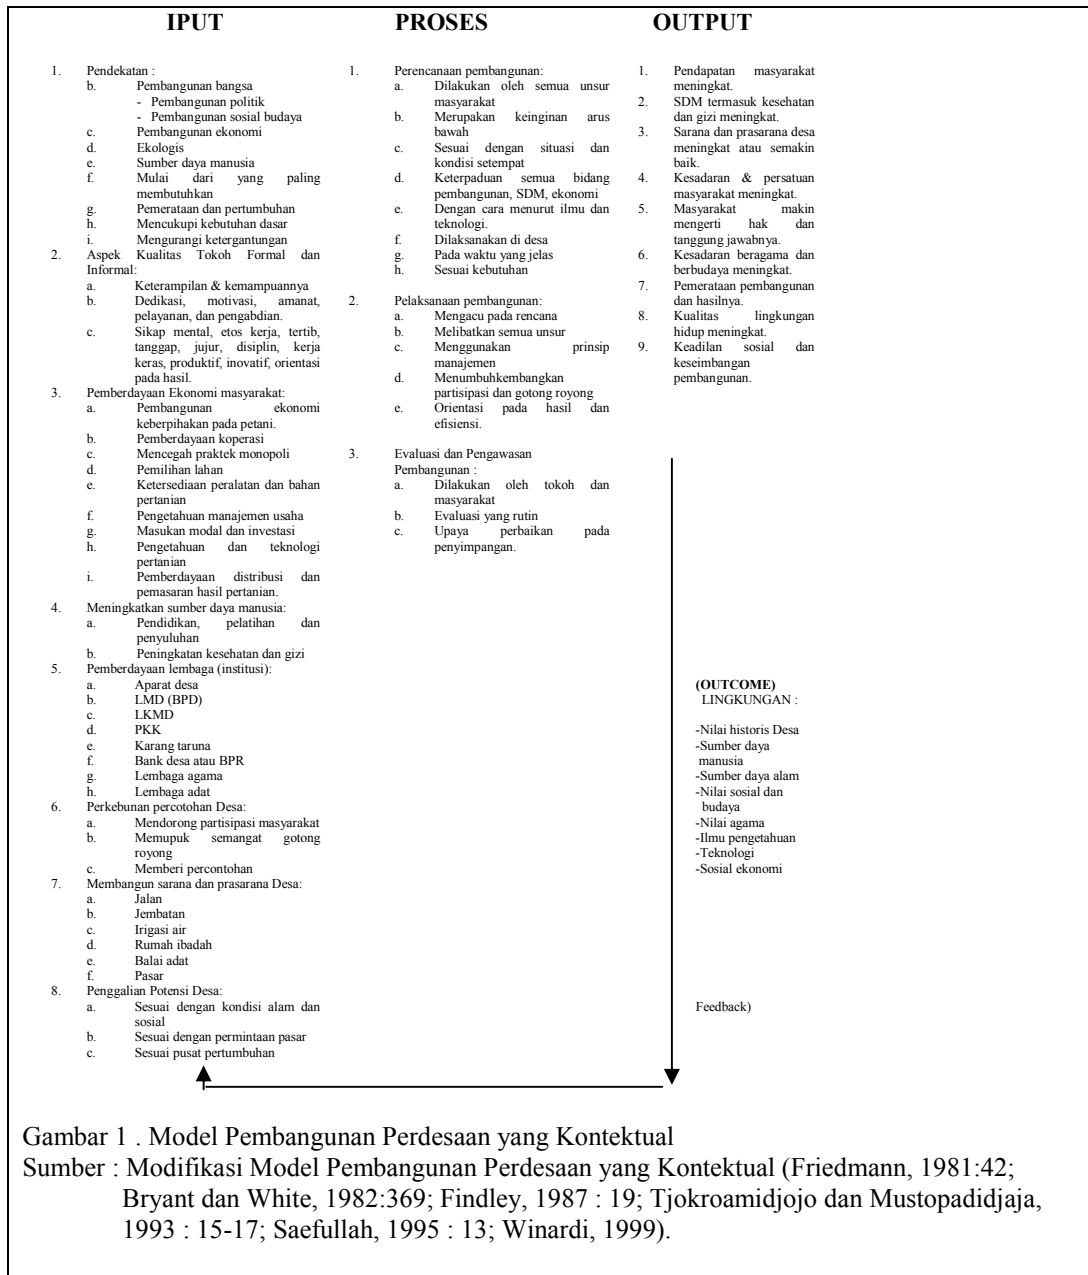 IPUT
1. Pendekatan :
b. Pembangunan bangsa
- Pembangunan politik
- Pembangunan sosial budaya
c. Pembangunan ekonomi
d. Ekologis
e. Sumber daya manusia
f. Mulai dari yang paling
membutuhkan
g. Pemerataan dan pertumbuhan
h. Mencukupi kebutuhan dasar
i. Mengurangi ketergantungan
2. Aspek Kualitas Tokoh Formal dan
Informal:
a. Keterampilan & kemampuannya
b. Dedikasi, motivasi, amanat,
pelayanan, dan pengabdian.
c. Sikap mental, etos kerja, tertib,
tanggap, jujur, disiplin, kerja
keras, produktif, inovatif, orientasi
pada hasil.
3. Pemberdayaan Ekonomi masyarakat:
a. Pembangunan ekonomi
keberpihakan pada petani.
b. Pemberdayaan koperasi
c. Mencegah praktek monopoli
d. Pemilihan lahan
e. Ketersediaan peralatan dan bahan
pertanian
f. Pengetahuan manajemen usaha
g. Masukan modal dan investasi
h. Pengetahuan dan teknologi
pertanian
i. Pemberdayaan distribusi dan
pemasaran hasil pertanian.
4. Meningkatkan sumber daya manusia:
a. Pendidikan, pelatihan dan
penyuluhan
b. Peningkatan kesehatan dan gizi
5. Pemberdayaan lembaga (institusi):
a. Aparat desa
b. LMD (BPD)
c. LKMD
d. PKK
e. Karang taruna
f. Bank desa atau BPR
g. Lembaga agama
h. Lembaga adat
6. Perkebunan percotohan Desa:
a. Mendorong partisipasi masyarakat
b. Memupuk semangat gotong
royong
c. Memberi percontohan
7. Membangun sarana dan prasarana Desa:
a. Jalan
b. Jembatan
c. Irigasi air
d. Rumah ibadah
e. Balai adat
f. Pasar
8. Penggalian Potensi Desa:
a. Sesuai dengan kondisi alam dan
sosial
b. Sesuai dengan permintaan pasar
c. Sesuai pusat pertumbuhan
PROSES
1. Perencanaan pembangunan:
a. Dilakukan oleh semua unsur
masyarakat
b. Merupakan keinginan arus
bawah
c. Sesuai dengan situasi dan
kondisi setempat
d. Keterpaduan semua bidang
pembangunan, SDM, ekonomi
e. Dengan cara menurut ilmu dan
teknologi.
f. Dilaksanakan di desa
g. Pada waktu yang jelas
h. Sesuai kebutuhan
2. Pelaksanaan pembangunan:
a. Mengacu pada rencana
b. Melibatkan semua unsur
c. Menggunakan prinsip
manajemen
d. Menumbuhkembangkan
partisipasi dan gotong royong
e. Orientasi pada hasil dan
efisiensi.
3. Evaluasi dan Pengawasan
Pembangunan :
a. Dilakukan oleh tokoh dan
masyarakat
b. Evaluasi yang rutin
c. Upaya perbaikan pada
penyimpangan.
OUTPUT
1. Pendapatan masyarakat
meningkat.
2. SDM termasuk kesehatan
dan gizi meningkat.
3. Sarana dan prasarana desa
meningkat atau semakin
baik.
4. Kesadaran & persatuan
masyarakat meningkat.
5. Masyarakat makin
mengerti hak dan
tanggung jawabnya.
6. Kesadaran beragama dan
berbudaya meningkat.
7. Pemerataan pembangunan
dan hasilnya.
8. Kualitas lingkungan
hidup meningkat.
9. Keadilan sosial dan
keseimbangan
pembangunan.
(OUTCOME)
LINGKUNGAN :
-Nilai historis Desa
-Sumber daya
manusia
-Sumber daya alam
-Nilai sosial dan
budaya
-Nilai agama
-Ilmu pengetahuan
-Teknologi
-Sosial ekonomi
Feedback)
Gambar 1 . Model Pembangunan Perdesaan yang Kontektual
Sumber : Modifikasi Model Pembangunan Perdesaan yang Kontektual (Friedmann, 1981:42;
Bryant dan White, 1982:369; Findley, 1987 : 19; Tjokroamidjojo dan Mustopadidjaja,
1993 : 15-17; Saefullah, 1995 : 13; Winardi, 1999).